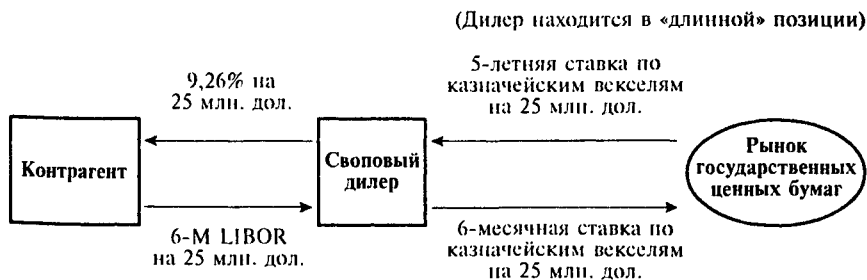 (Дилер находится в «длинной» позиции)
9,26% на
25 млн. дол.
5-летняя ставка по
казначейским векселям
на 25 млн. дол.
Контрагент
Своповый
дилер
Рынок
государственных
ценных бумаг
6-М LIBOR
на 25 млн. дол.
6-месячная ставка по
казначейским векселям
на 25 млн. дол.